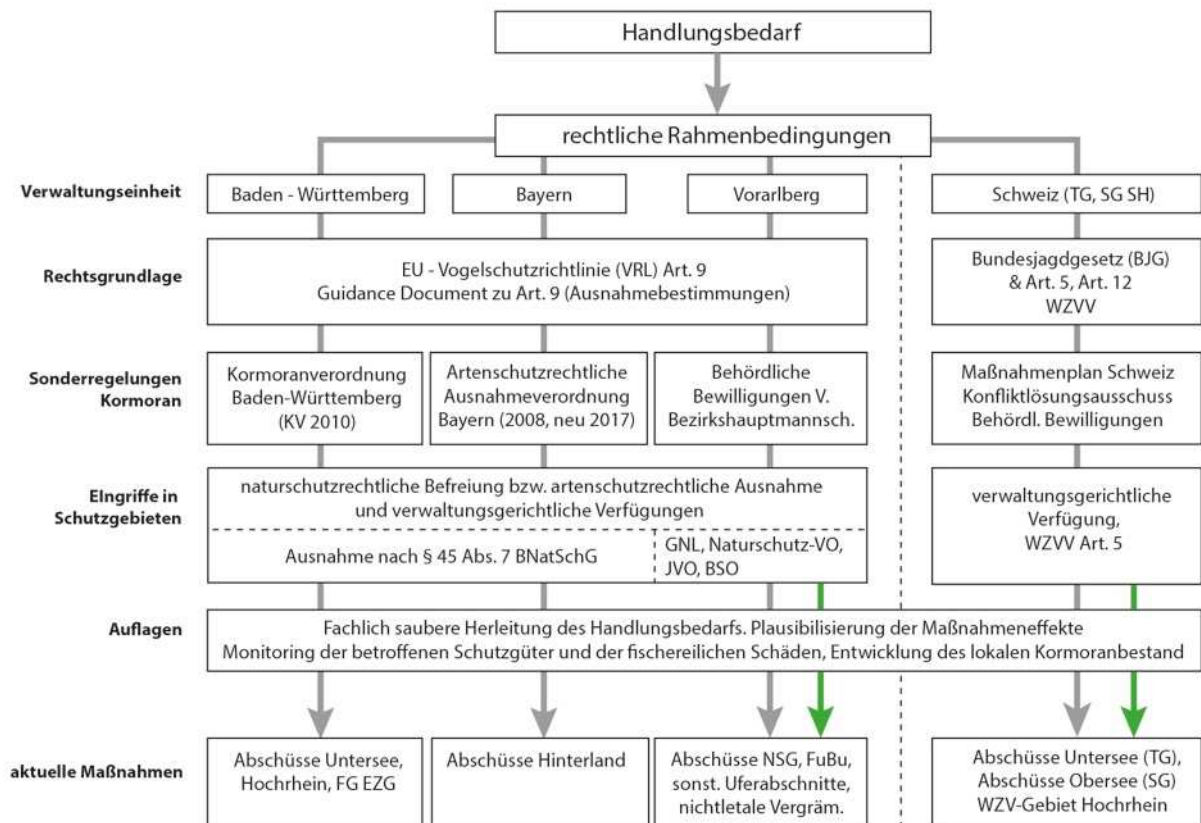 Handlungsbedarf
rechtliche Rahmenbedingungen
Verwaltungseinheit
Baden - Württemberg
Bayern
Vorarlberg
Schweiz (TG, SG SH)
Rechtsgrundlage
EU - Vogelschutzrichtlinie (VRL) Art. 9
Guidance Document zu Art. 9 (Ausnahmebestimmungen)
Bundesjagdgesetz (BJG)
& Art. 5, Art. 12
WZVV
Sonderregelungen
Kormoran
Kormoranverordnung
Baden-Württemberg
(KV 2010)
Artenschutzrechtliche
Ausnahmeverordnung
Bayern (2008, neu 2017)
Behördliche
Bewilligungen V.
Bezirkshauptmannsch.
Maßnahmenplan Schweiz
Konfliktlösungsausschuss
Behördl. Bewilligungen
EIngriffe in
Schutzgebieten
naturschutzrechtliche Befreiung bzw. artenschutzrechtliche Ausnahme
und verwaltungsgerichtliche Verfügungen
Ausnahme nach § 45 Abs. 7 BNatSchG
GNL, Naturschutz-VO,
JVO, BSO
verwaltungsgerichtliche
Verfügung,
WZVV Art. 5
Auflagen
Fachlich saubere Herleitung des Handlungsbedarfs. Plausibilisierung der Maßnahmeneffekte
Monitoring der betroffenen Schutzgüter und der fischereilichen Schäden, Entwicklung des lokalen Kormoranbestand
aktuelle Maßnahmen
Abschüsse Untersee,
Hochrhein, FG EZG
Abschüsse Hinterland
Abschüsse NSG, FuBu,
sonst. Uferabschnitte,
nichtletale Vergräm.
Abschüsse Untersee (TG),
Abschüsse Obersee (SG)
WZV-Gebiet Hochrhein